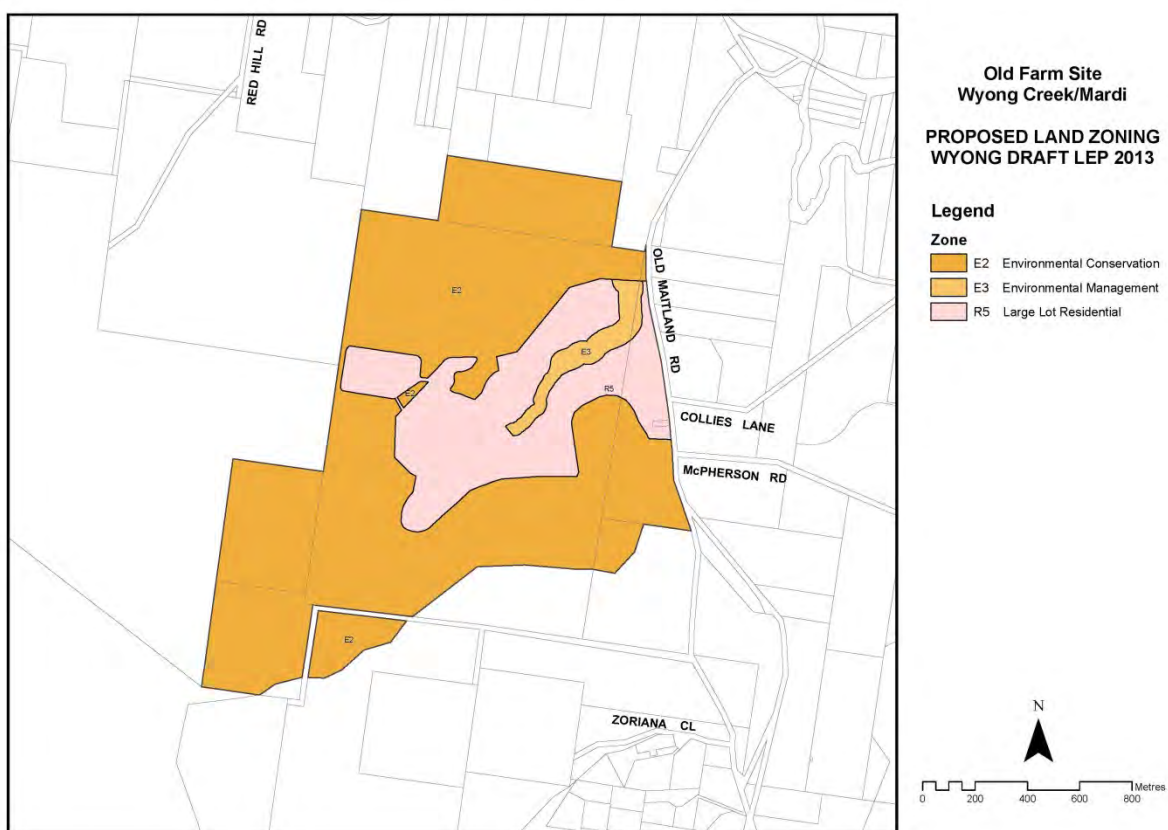 RED HILL RD
E2
OLD MAITLAND RD
E3
R5
E2
COLLIES LANE
McPHERSON RD
E2
ZORIANA CL
Old Farm Site
Wyong Creek/Mardi
PROPOSED LAND ZONING
WYONG DRAFT LEP 2013
Legend
Zone
E2 Environmental Conservation
E3 Environmental Management
R5 Large Lot Residential
N
0 200 400 600 800 Metres